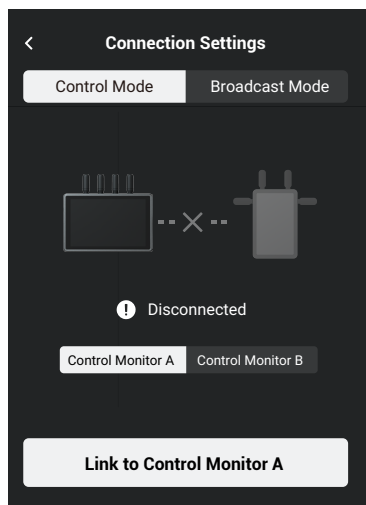 Connection Settings
Control Mode Broadcast Mode
Disconnected
Control Monitor A Control Monitor B
Link to Control Monitor A